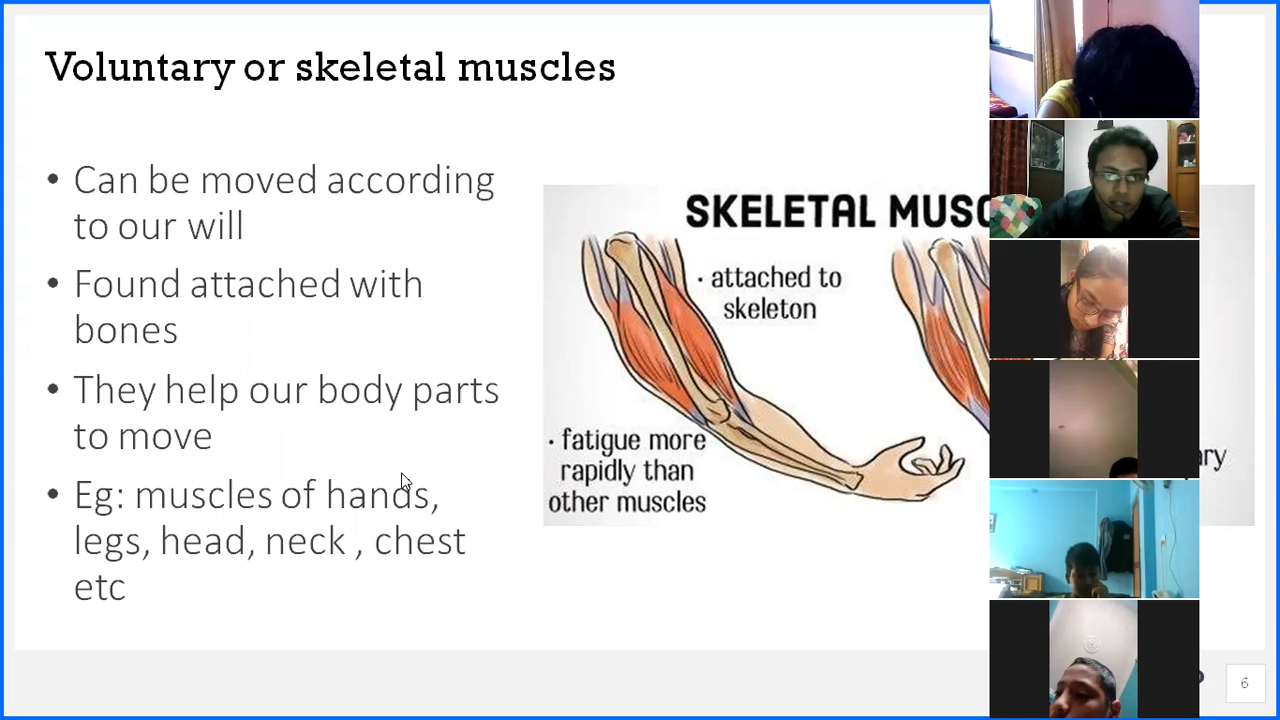 Voluntary or skeletal muscles
• Can be moved according
to our will
• Found attached with
bones
• They help our body parts
to move
• Eg: muscles of hands,
legs, head, neck , chest
etc
SKELETAL MUSC
· attached to
skeleton
· fatigue more
rapidly than
other muscles
6